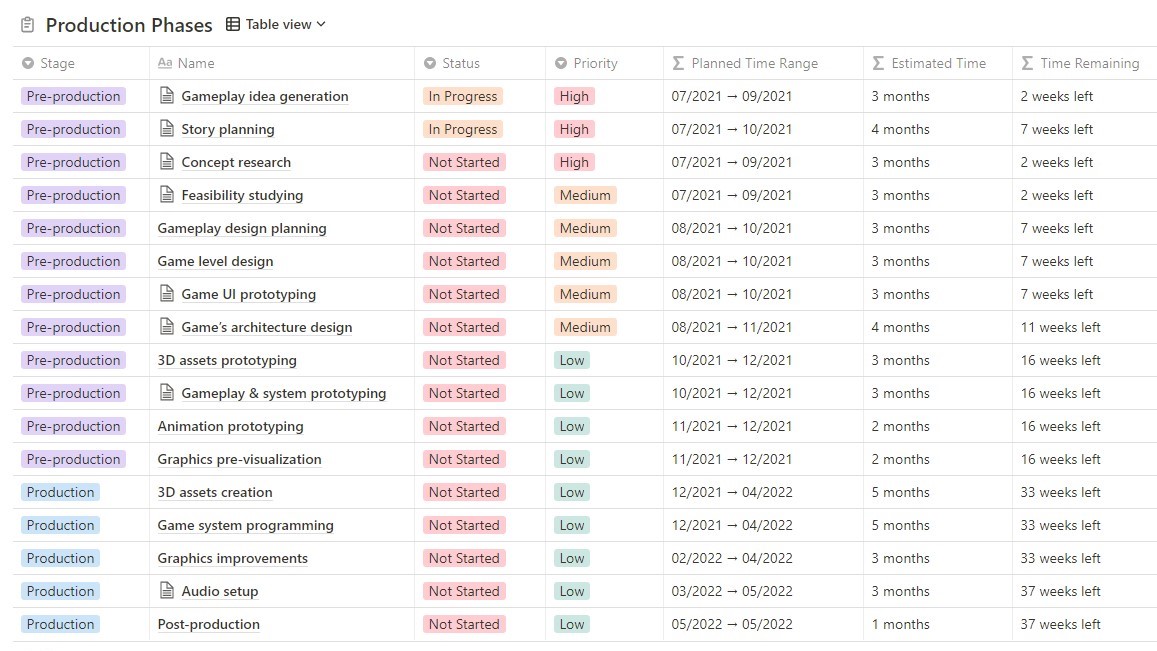 Production Phases Table view
Stage Aa Name Status Priority Σ Planned Time Range Σ Estimated Time Σ Time Remaining
Pre-production Gameplay idea generation In Progress High 07/2021 → 09/2021 3 months 2 weeks left
Pre-production Story planning In Progress High 07/2021 → 10/2021 4 months 7 weeks left
Pre-production Concept research Not Started High 07/2021 → 09/2021 3 months 2 weeks left
Pre-production Feasibility studying Not Started Medium 07/2021 → 09/2021 3 months 2 weeks left
Pre-production Gameplay design planning Not Started Medium 08/2021 → 10/2021 3 months 7 weeks left
Pre-production Game level design Not Started Medium 08/2021 → 10/2021 3 months 7 weeks left
Pre-production Game UI prototyping Not Started Medium 08/2021 → 10/2021 3 months 7 weeks left
Pre-production Game's architecture design Not Started Medium 08/2021 → 11/2021 4 months 11 weeks left
Pre-production 3D assets prototyping Not Started Low 10/2021 → 12/2021 3 months 16 weeks left
Pre-production Gameplay & system prototyping Not Started Low 10/2021 → 12/2021 3 months 16 weeks left
Pre-production Animation prototyping Not Started Low 11/2021 → 12/2021 2 months 16 weeks left
Pre-production Graphics pre-visualization Not Started Low 11/2021 → 12/2021 2 months 16 weeks left
Production 3D assets creation Not Started Low 12/2021 → 04/2022 5 months 33 weeks left
Production Game system programming Not Started Low 12/2021 → 04/2022 5 months 33 weeks left
Production Graphics improvements Not Started Low 02/2022 → 04/2022 3 months 33 weeks left
Production Audio setup Not Started Low 03/2022 → 05/2022 3 months 37 weeks left
Production Post-production Not Started Low 05/2022 → 05/2022 1 months 37 weeks left